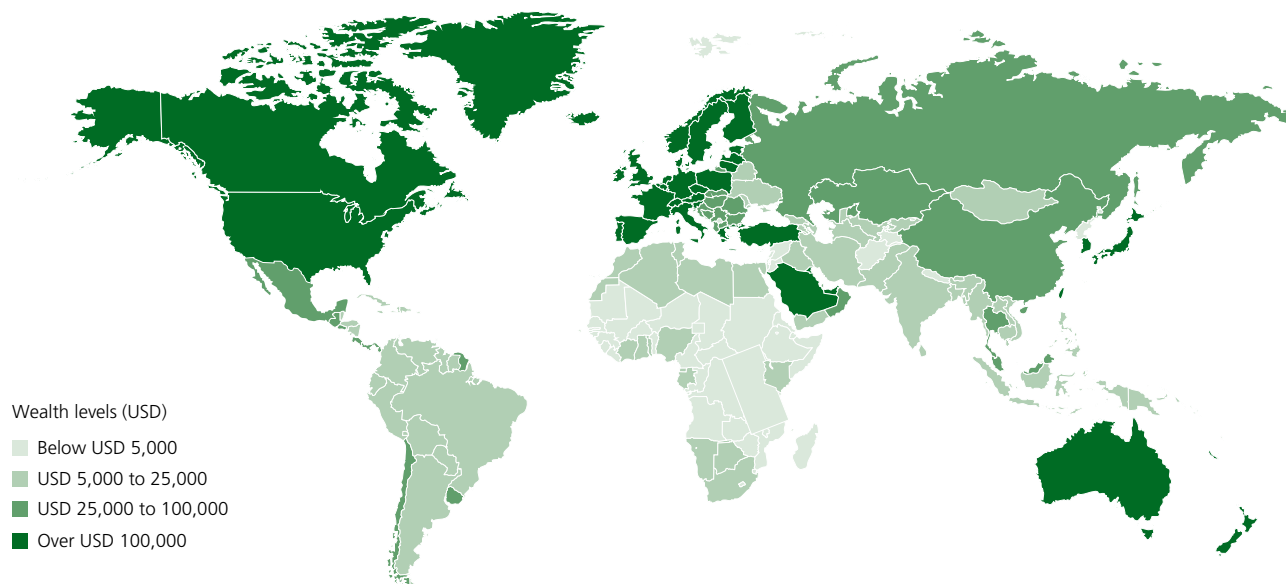 Wealth levels (USD)
Below USD 5,000
USD 5,000 to 25,000
USD 25,000 to 100,000
Over USD 100,000